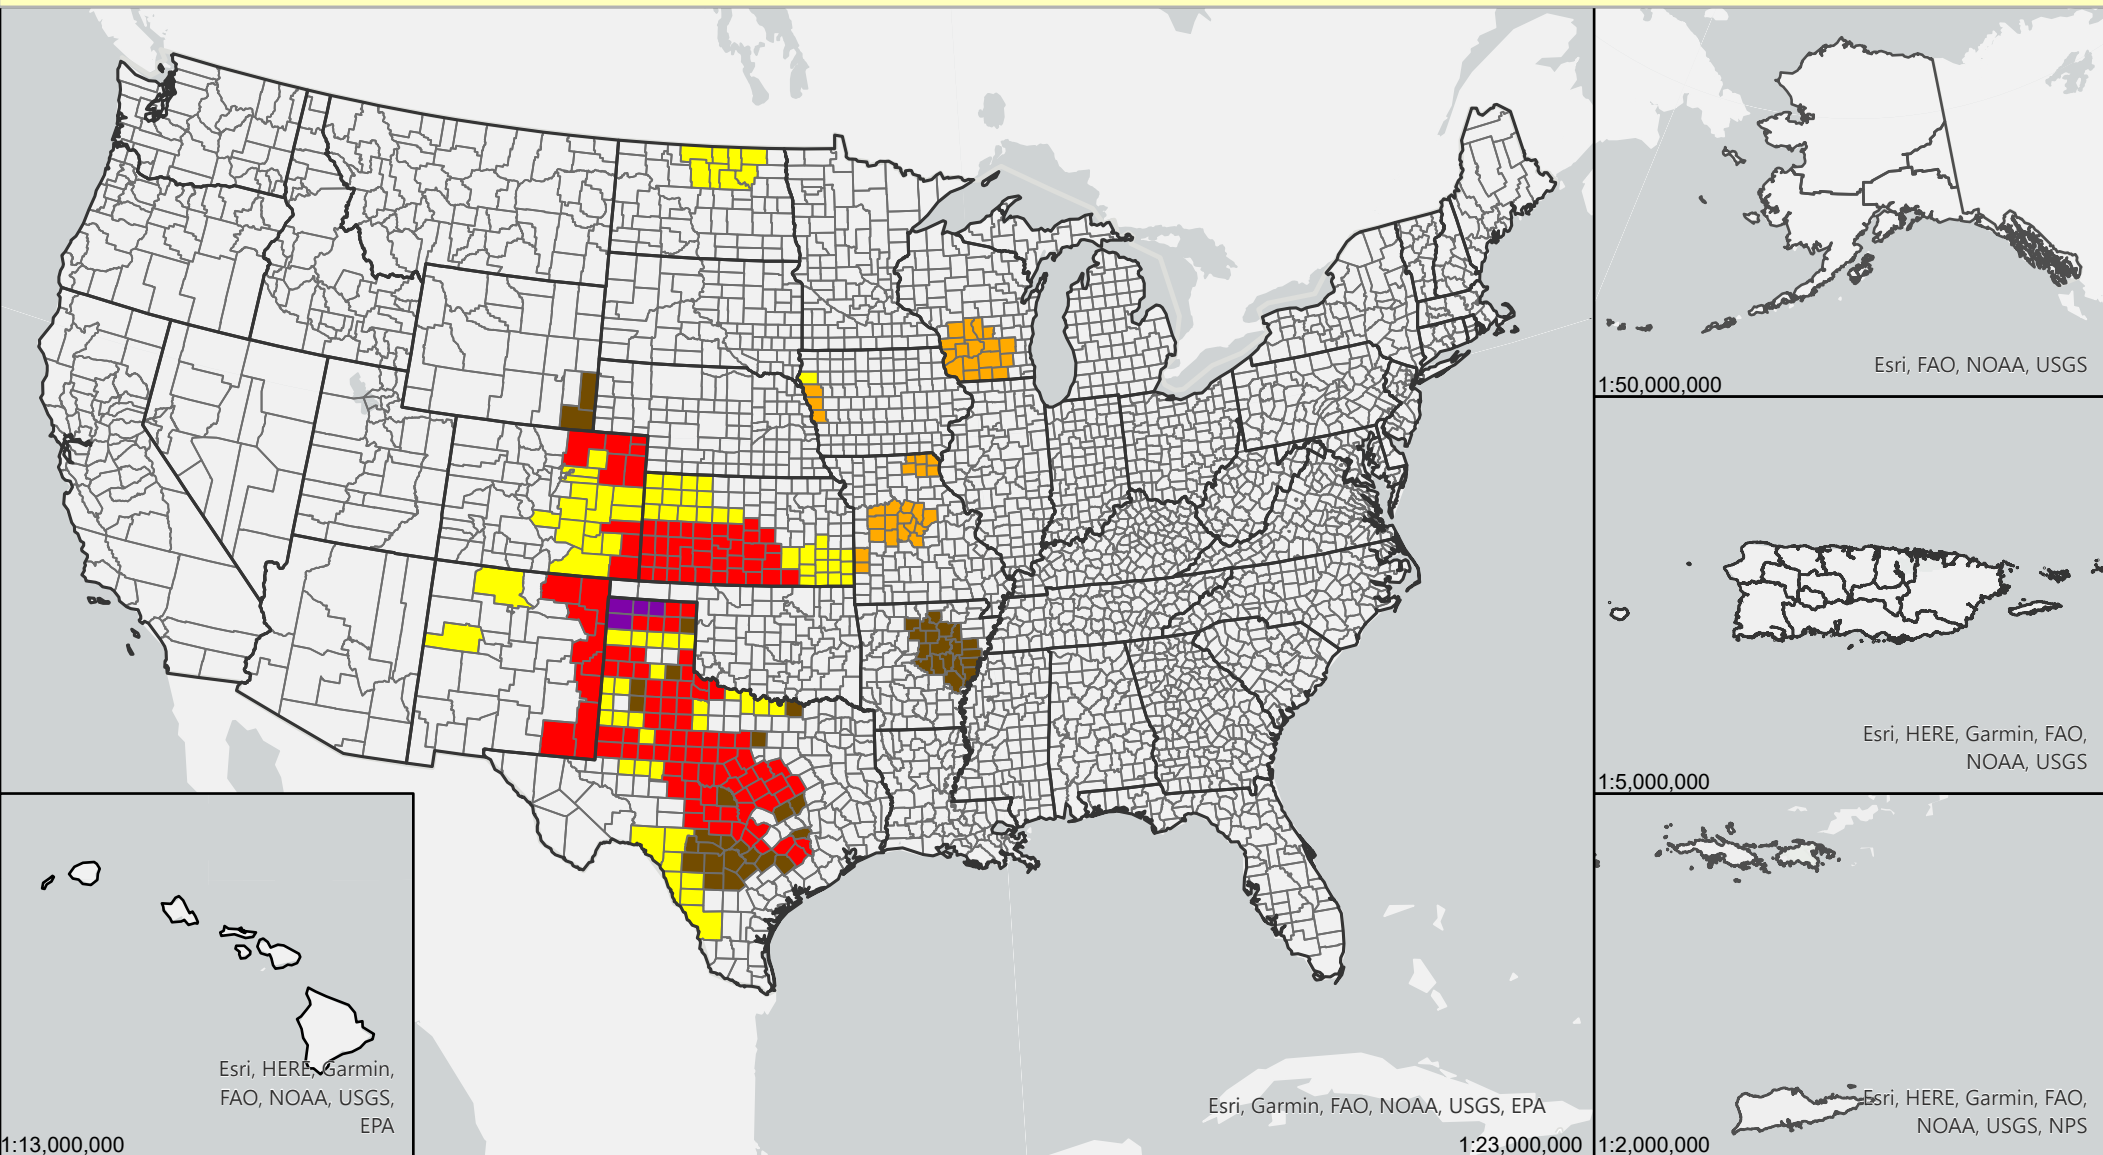 Esri, FAO, NOAA, USGS
1:50,000,000
Esri, HERE, Garmin, FAO,
NOAA, USGS
1:5,000,000
Esri, HERE, Garmin,
FAO, NOAA, USGS,
EPA
1:13,000,000
Esri, Garmin, FAO, NOAA, USGS, EPA
1:23,000,000
Esri, HERE, Garmin, FAO,
NOAA, USGS, NPS
1:2,000,000